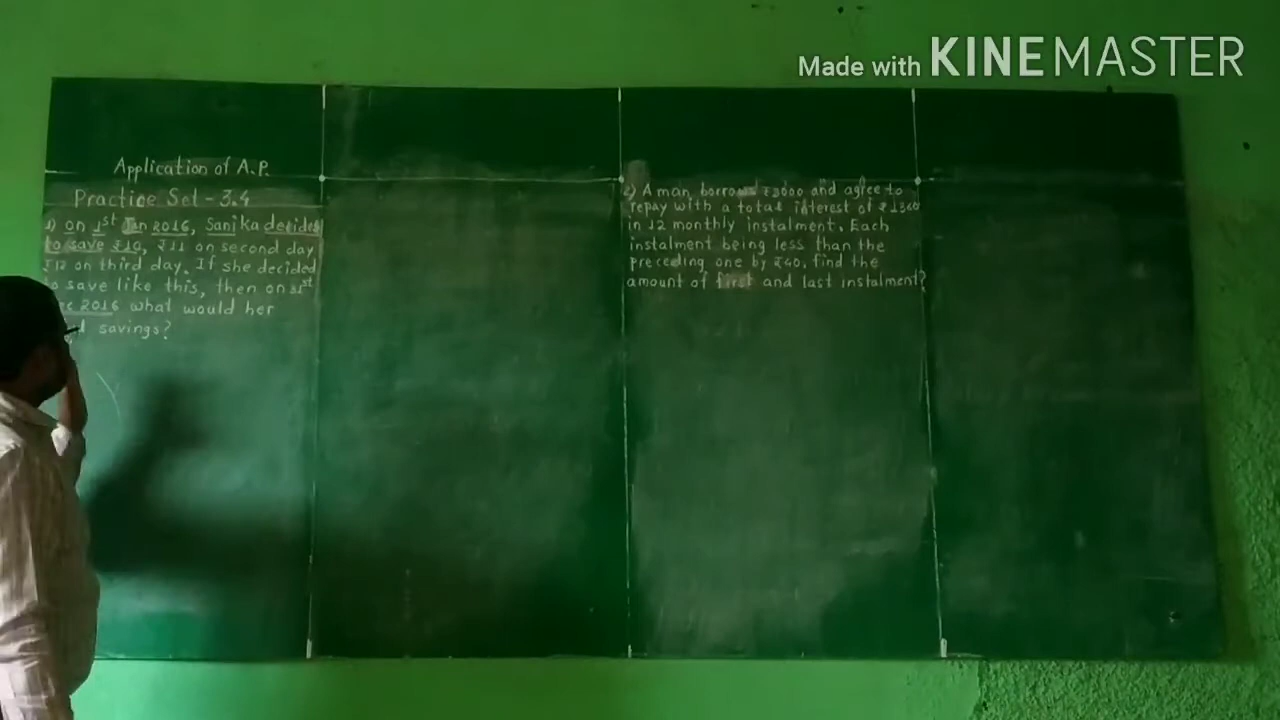 Made with KINEMASTER
Application of A.P.
Practice Set - 3.4
1) on 1st Jan 2016, Sanika decides
to save ₹10, ₹11 on second day
₹12 on third day. If she decided
to save like this, then on 31st
2016 what would her
savings?
2) A man borrows ₹8000 and agree to
repay with a total interest of ₹1360
in 12 monthly instalment. Each
instalment being less than the
preceding one by ₹40, find the
amount of first and last instalment?